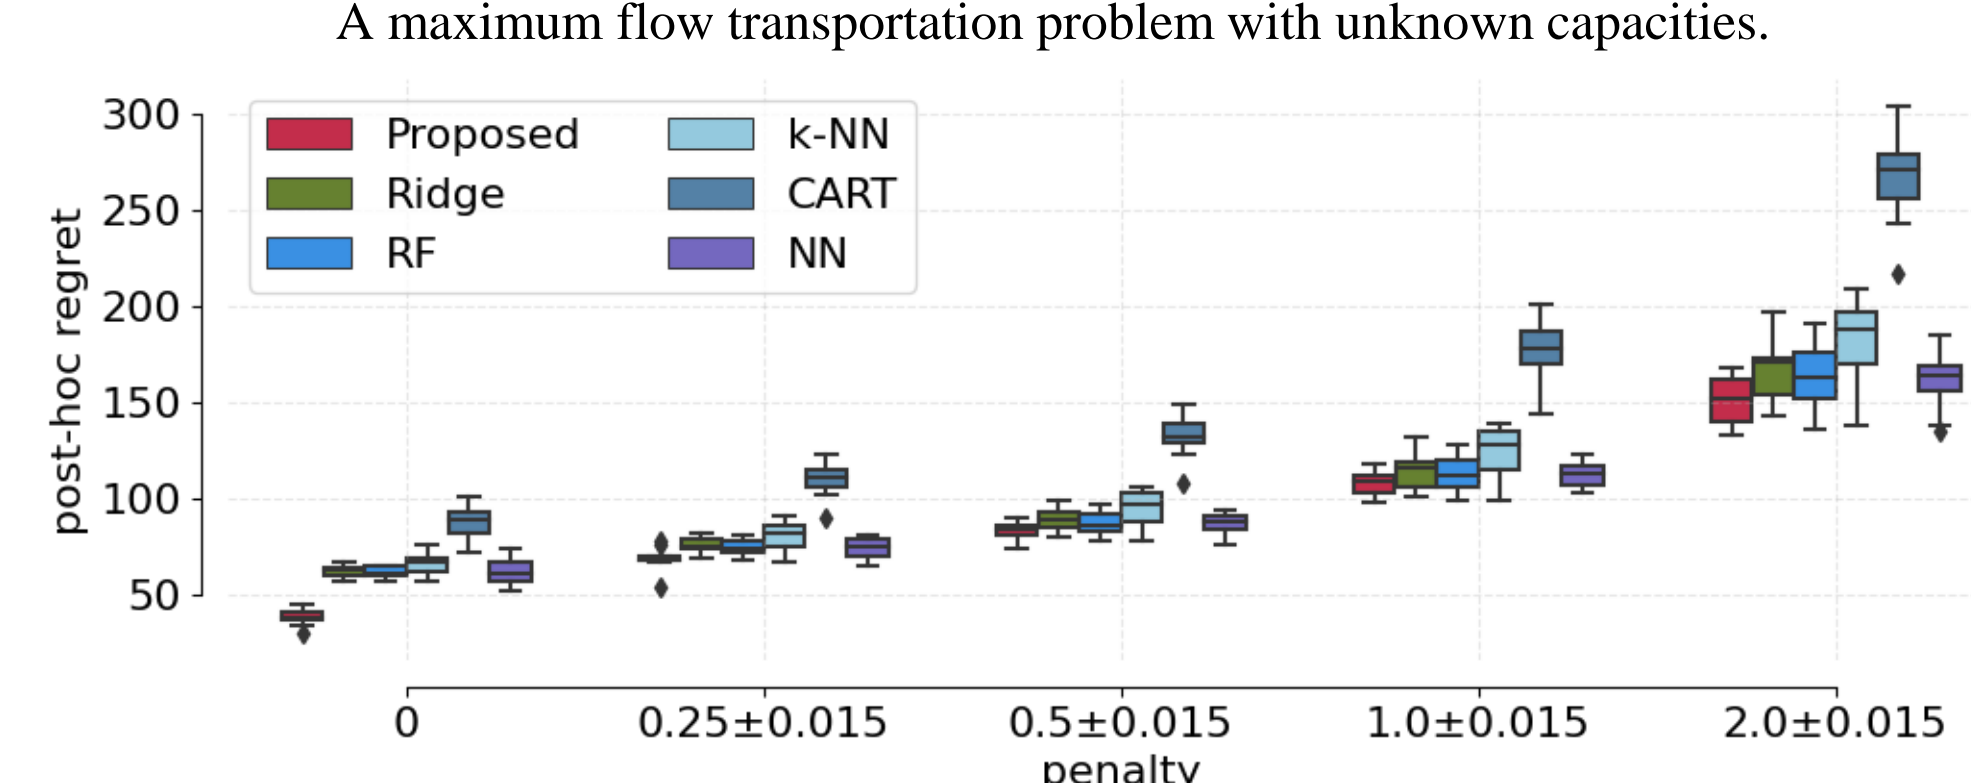 A maximum flow transportation problem with unknown capacities.
300
250
200
150
100
50
post-hoc regret
Proposed
Ridge
RF
k-NN
CART
NN
0
0.25±0.015
0.5±0.015
1.0±0.015
2.0±0.015
penalty